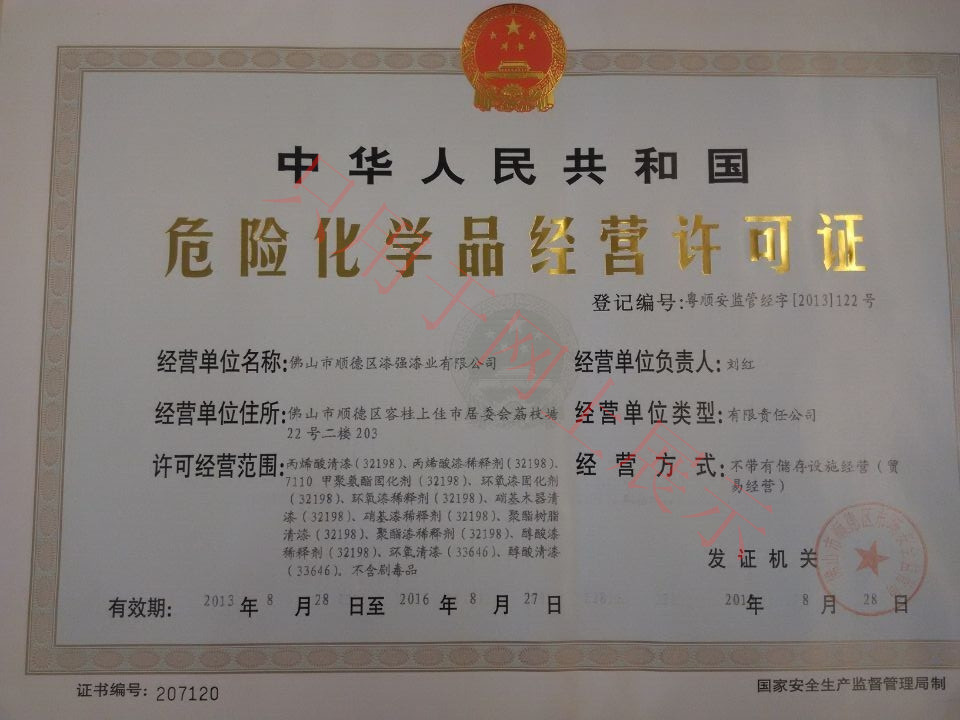 中华人民共和国
危险化学品经营许可证
登记编号:粤顺安监管经字[2013]122号
经营单位名称:佛山市顺德区漆强漆业有限公司
经营单位负责人:刘红
经营单位住所:佛山市顺德区容桂上佳市居委会荔枝地
22号二楼203
经营单位类型:有限责任公司
许可经营范围:丙烯酸清漆(32198)、丙烯酸漆稀释剂(32198)、
7110 甲聚氨酯固化剂(32198)、环氧漆固化剂
(32198)、环氧漆稀释剂(32198)、硝基木器清
漆(32198)、硝基漆稀释剂(32198)、聚酯树脂
清漆(32198)、聚酯漆稀释剂(32198)、醇酸漆
稀释剂(32198)、环氧清漆(33646)、醇酸清漆
(33646)。不含剧毒品
经营方式:不带有储存设施经营(贸
易经营)
发证机关
有效期: 2013年8月28日至2016年8月27日
年8月28日
证书编号:207120
国家安全生产监督管理局制
只用于网上展示